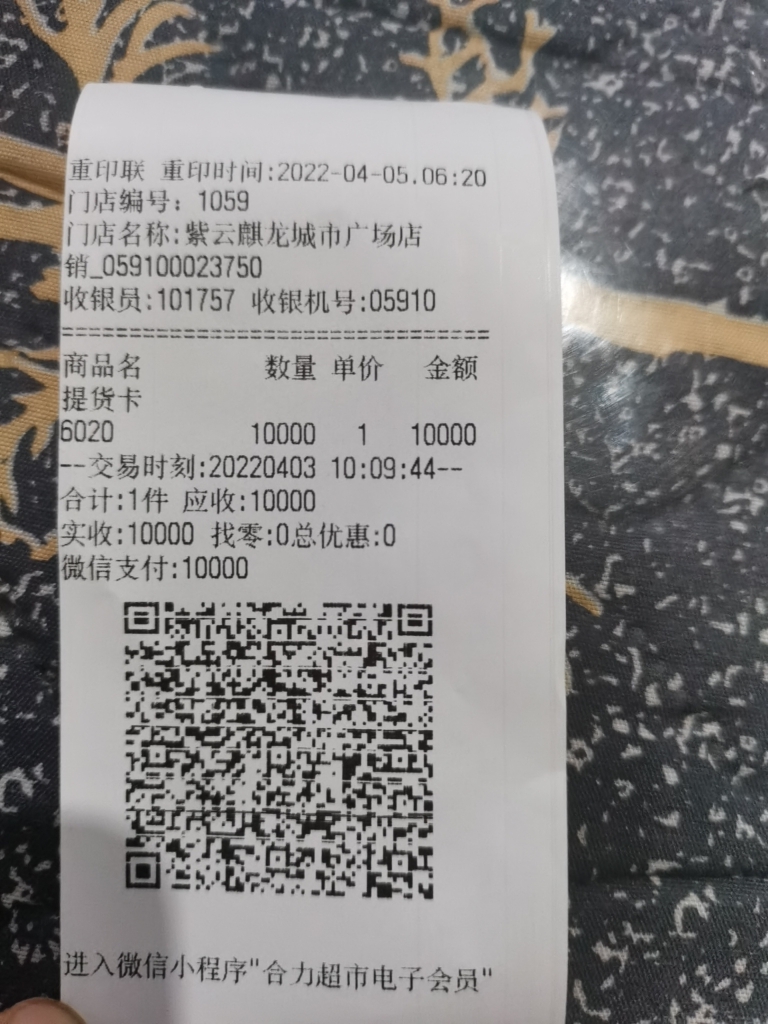 重印联 重印时间:2022-04-05.06:20
门店编号: 1059
门店名称:紫云麒龙城市广场店
销_059100023750
收银员:101757 收银机号:05910
================================
商品名 数量 单价 金额
提货卡
6020 10000 1 10000
--交易时刻:20220403 10:09:44--
合计:1件 应收:10000
实收:10000 找零:0总优惠:0
微信支付:10000
进入微信小程序"合力超市电子会员"